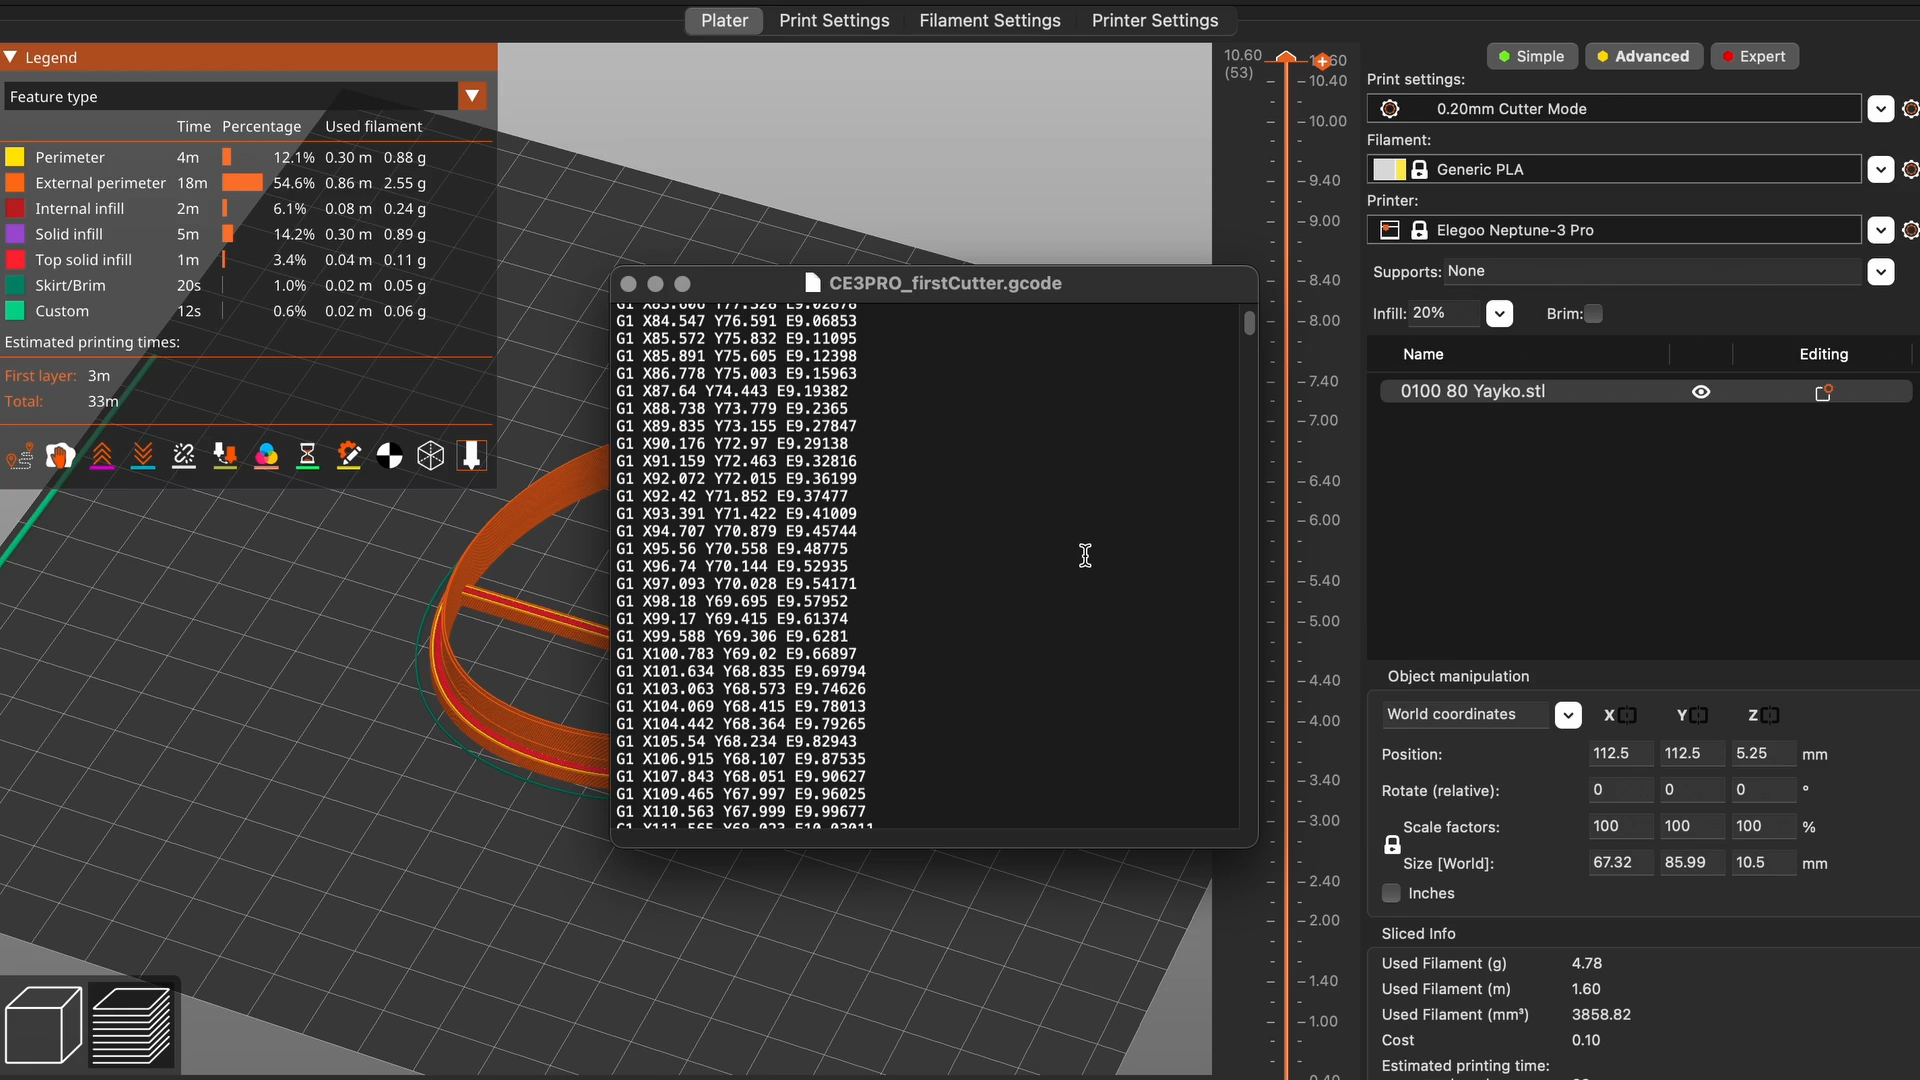 Plater Print Settings Filament Settings Printer Settings
Legend
Feature type
Time Percentage Used filament
Perimeter 4m 12.1% 0.30 m 0.88 g
External perimeter 18m 54.6% 0.86 m 2.55 g
Internal infill 2m 6.1% 0.08 m 0.24 g
Solid infill 5m 14.2% 0.30 m 0.89 g
Top solid infill 1m 3.4% 0.04 m 0.11 g
Skirt/Brim 20s 1.0% 0.02 m 0.05 g
Custom 12s 0.6% 0.02 m 0.06 g
Estimated printing times:
First layer: 3m
Total: 33m
CE3PRO_firstCutter.gcode
G1 X84.547 Y76.591 E9.06853
G1 X85.572 Y75.832 E9.11095
G1 X85.891 Y75.605 E9.12398
G1 X86.778 Y75.003 E9.15963
G1 X87.64 Y74.443 E9.19382
G1 X88.738 Y73.779 E9.2365
G1 X89.835 Y73.155 E9.27847
G1 X90.176 Y72.97 E9.29138
G1 X91.159 Y72.463 E9.32816
G1 X92.072 Y72.015 E9.36199
G1 X92.42 Y71.852 E9.37477
G1 X93.391 Y71.422 E9.41009
G1 X94.707 Y70.879 E9.45744
G1 X95.56 Y70.558 E9.48775
G1 X96.74 Y70.144 E9.52935
G1 X97.093 Y70.028 E9.54171
G1 X98.18 Y69.695 E9.57952
G1 X99.17 Y69.415 E9.61374
G1 X99.588 Y69.306 E9.6281
G1 X100.783 Y69.02 E9.66897
G1 X101.634 Y68.835 E9.69794
G1 X103.063 Y68.573 E9.74626
G1 X104.069 Y68.415 E9.78013
G1 X104.442 Y68.364 E9.79265
G1 X105.54 Y68.234 E9.82943
G1 X106.915 Y68.107 E9.87535
G1 X107.843 Y68.051 E9.90627
G1 X109.465 Y67.997 E9.96025
G1 X110.563 Y67.999 E9.99677
10.60
(53)
10.40
10.00
9.40
9.00
8.40
8.00
7.40
7.00
6.40
6.00
5.40
5.00
4.40
4.00
3.40
3.00
2.40
2.00
1.40
1.00
Simple Advanced Expert
Print settings:
0.20mm Cutter Mode
Filament:
Generic PLA
Printer:
Elegoo Neptune-3 Pro
Supports: None
Infill: 20% Brim:
Name Editing
0100 80 Yayko.stl
Object manipulation
World coordinates X Y Z
Position: 112.5 112.5 5.25 mm
Rotate (relative): 0 0 0 °
Scale factors: 100 100 100 %
Size [World]: 67.32 85.99 10.5 mm
Inches
Sliced Info
Used Filament (g) 4.78
Used Filament (m) 1.60
Used Filament (mm³) 3858.82
Cost 0.10
Estimated printing time: